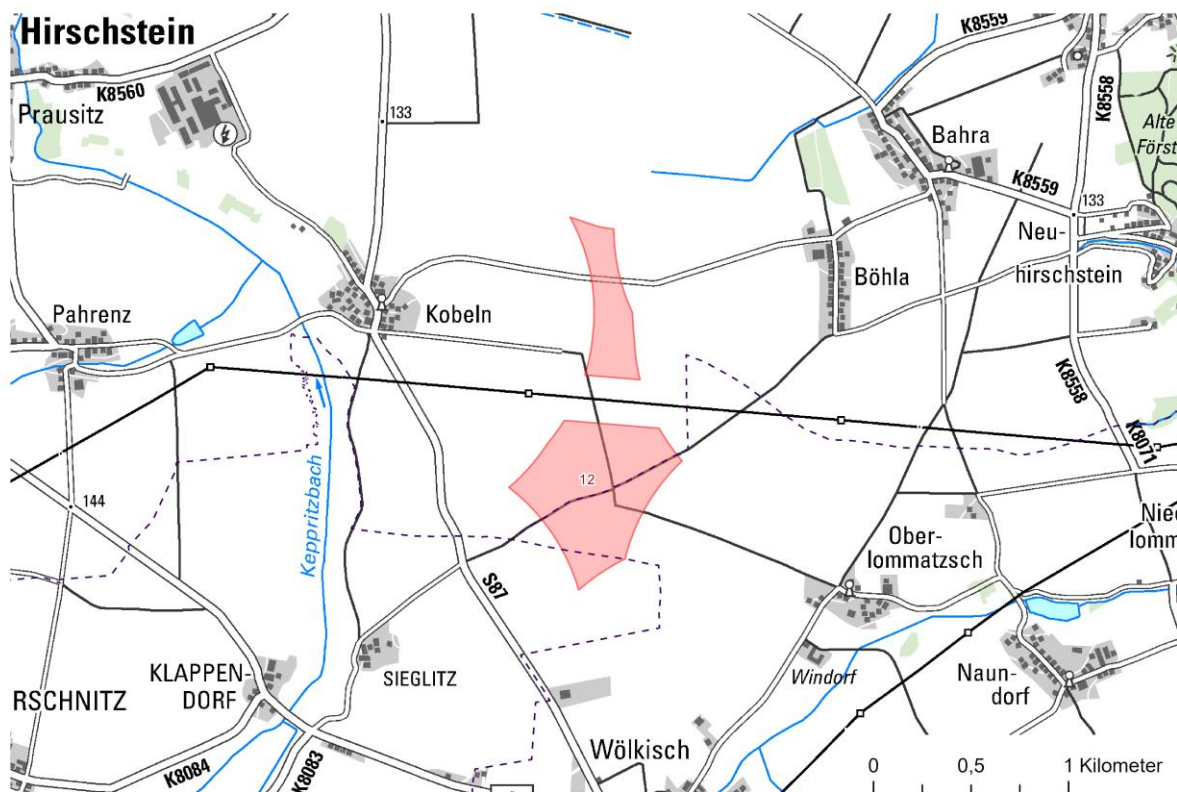 Hirschstein
K8560
Prausitz
133
K8559
K8558
Bahra
Alte
Först
K8559
133
Neu-
hirschstein
Böhla
Kobeln
Pahrenz
K8558
K8071
12
144
Keppritzbach
Ober-
lommatzsch
Nied
lomm
S87
KLAPPEN-
DORF
SIEGLITZ
RSCHNITZ
Windorf
Naun-
dorf
Wölkisch
K8084
K8083
0 0,5 1 Kilometer